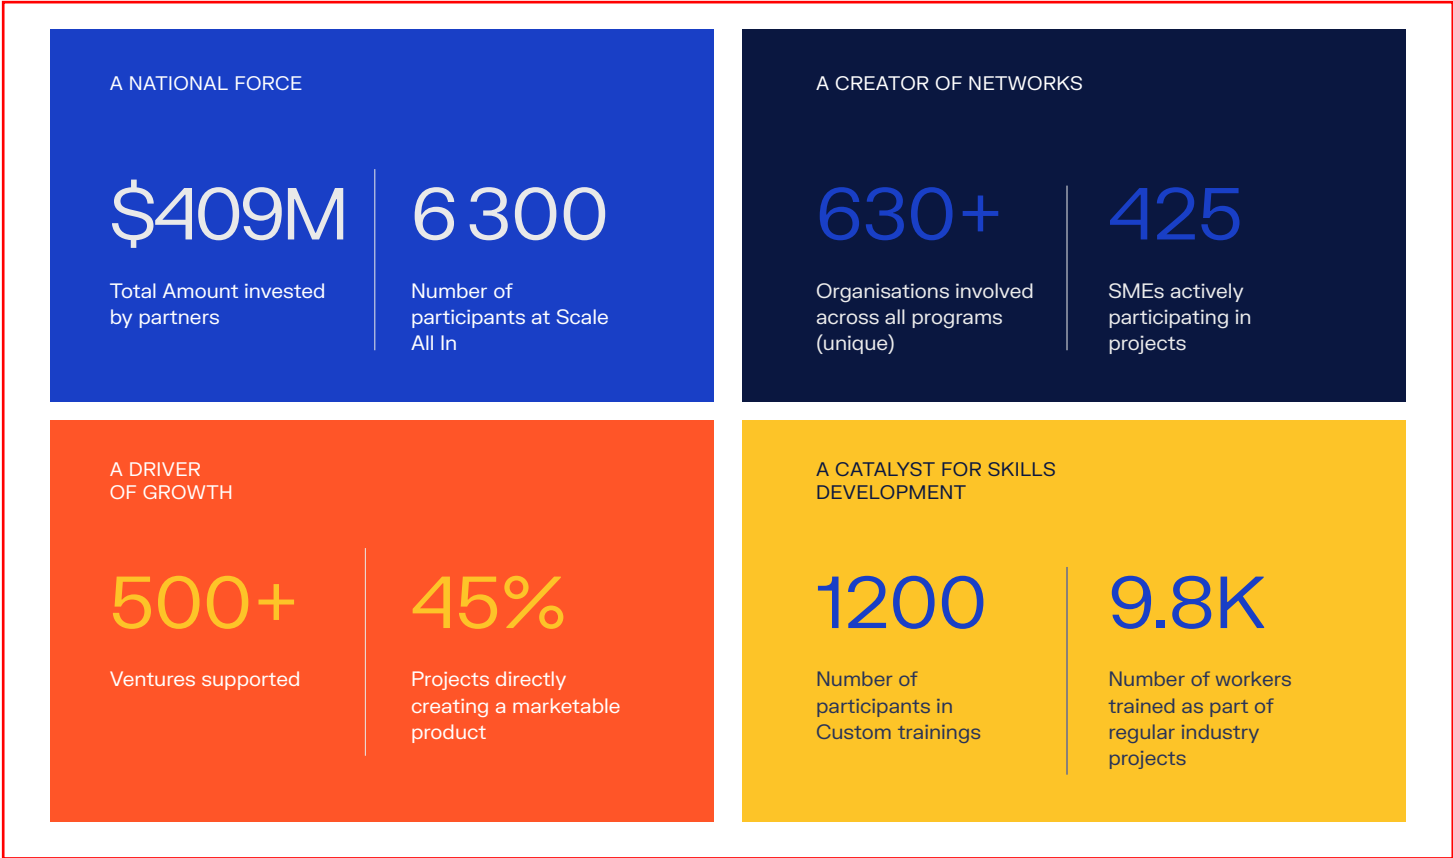 A NATIONAL FORCE
$409M
Total Amount invested
by partners
6 300
Number of
participants at Scale
All In
A CREATOR OF NETWORKS
630+
Organisations involved
across all programs
(unique)
425
SMEs actively
participating in
projects
A DRIVER
OF GROWTH
500+
Ventures supported
45%
Projects directly
creating a marketable
product
A CATALYST FOR SKILLS
DEVELOPMENT
1200
Number of
participants in
Custom trainings
9.8K
Number of workers
trained as part of
regular industry
projects